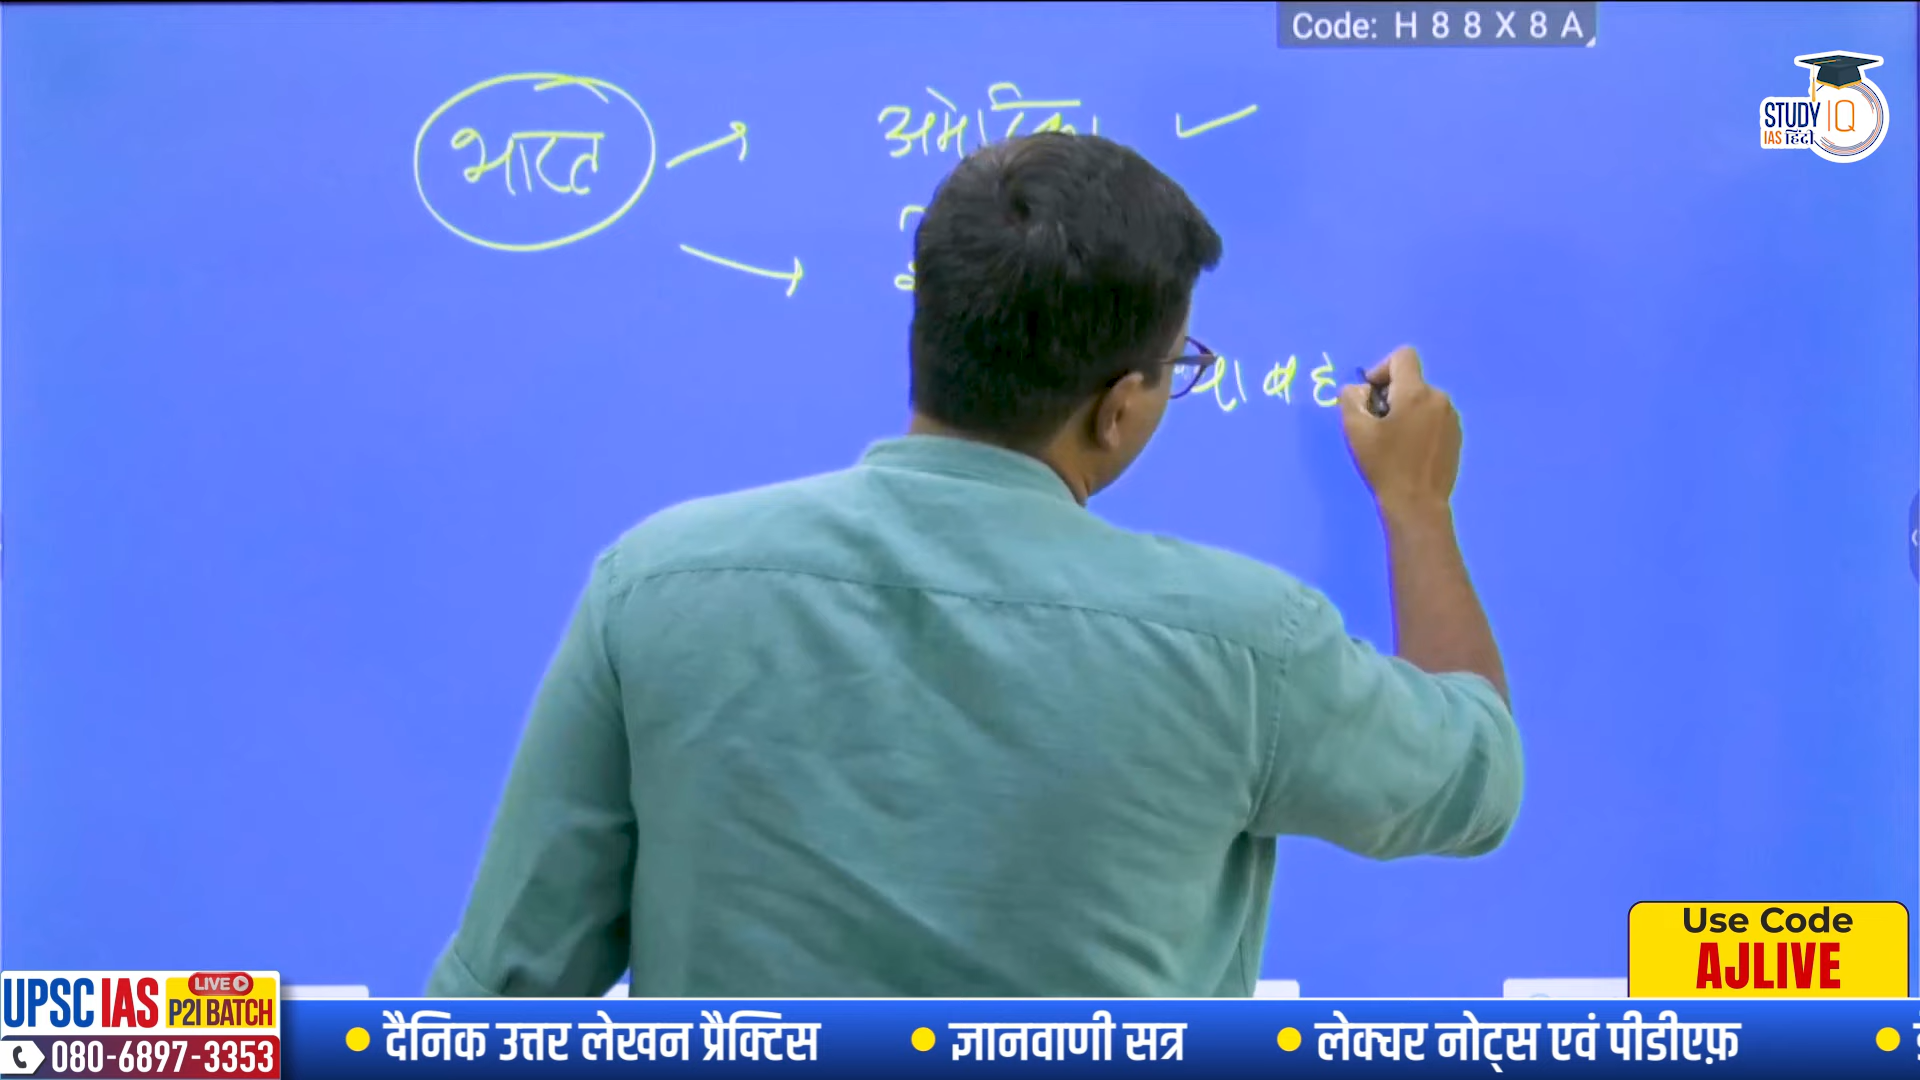 Code: H 8 8 X 8 A
STUDY IQ
IAS हिंदी
भारत
अमेरिका
Use Code
AJLIVE
UPSC IAS
LIVE
P2I BATCH
080-6897-3353
दैनिक उत्तर लेखन प्रैक्टिस
ज्ञानवाणी सत्र
लेक्चर नोट्स एवं पीडीएफ़